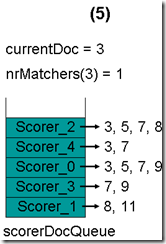 (5)
currentDoc = 3
nrMatchers(3) = 1
Scorer_2 3, 5, 7, 8
Scorer_4 3, 7
Scorer_0 3, 5, 7, 9
Scorer_3 7, 9
Scorer_1 8, 11
scorerDocQueue